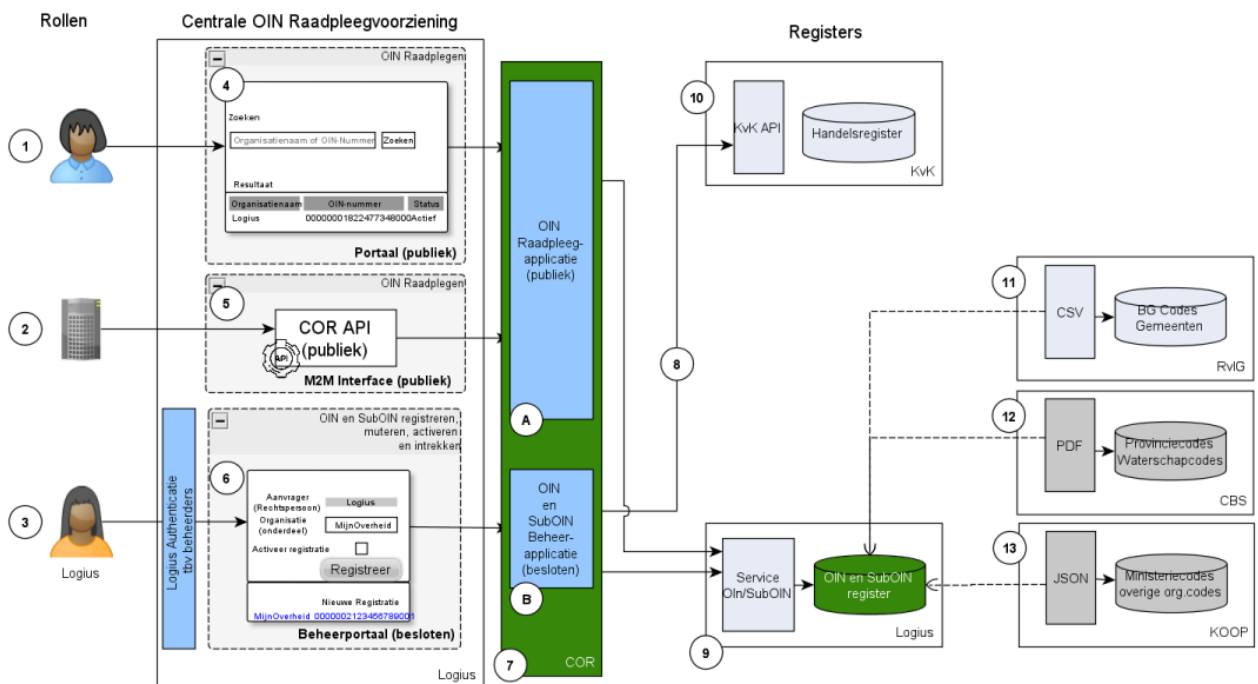 Rollen
Centrale OIN Raadpleegvoorziening
Registers
1
2
3
Logius
OIN Raadplegen
4
Zoeken
Organisatienaam of OIN-Nummer
Zoeken
Resultaat
Organisatienaam
OIN-nummer
Status
Logius
00000001822477348000
Actief
Portaal (publiek)
OIN Raadplegen
5
COR API
(publiek)
API
M2M Interface (publiek)
Logius Authenticatie
tbv beheerders
OIN en SubOIN registreren,
muteren, activeren
en intrekken
6
Aanvrager
(Rechtspersoon)
Logius
Organisatie
(onderdeel)
MijnOverheid
Activeer registratie
Registreer
Nieuwe Registratie
MijnOverheid 0000002123456789001
Beheerportaal (besloten)
Logius
OIN
Raadpleeg-
applicatie
(publiek)
A
OIN
en
SubOIN
Beheer-
applicatie
(besloten)
B
7
COR
8
10
KvK API
Handelsregister
KvK
9
Service
OIn/SubOIN
OIN en SubOIN
register
Logius
11
CSV
BG Codes
Gemeenten
RvIG
12
PDF
Provinciecodes
Waterschapcodes
CBS
13
JSON
Ministeriecodes
overige org.codes
KOOP